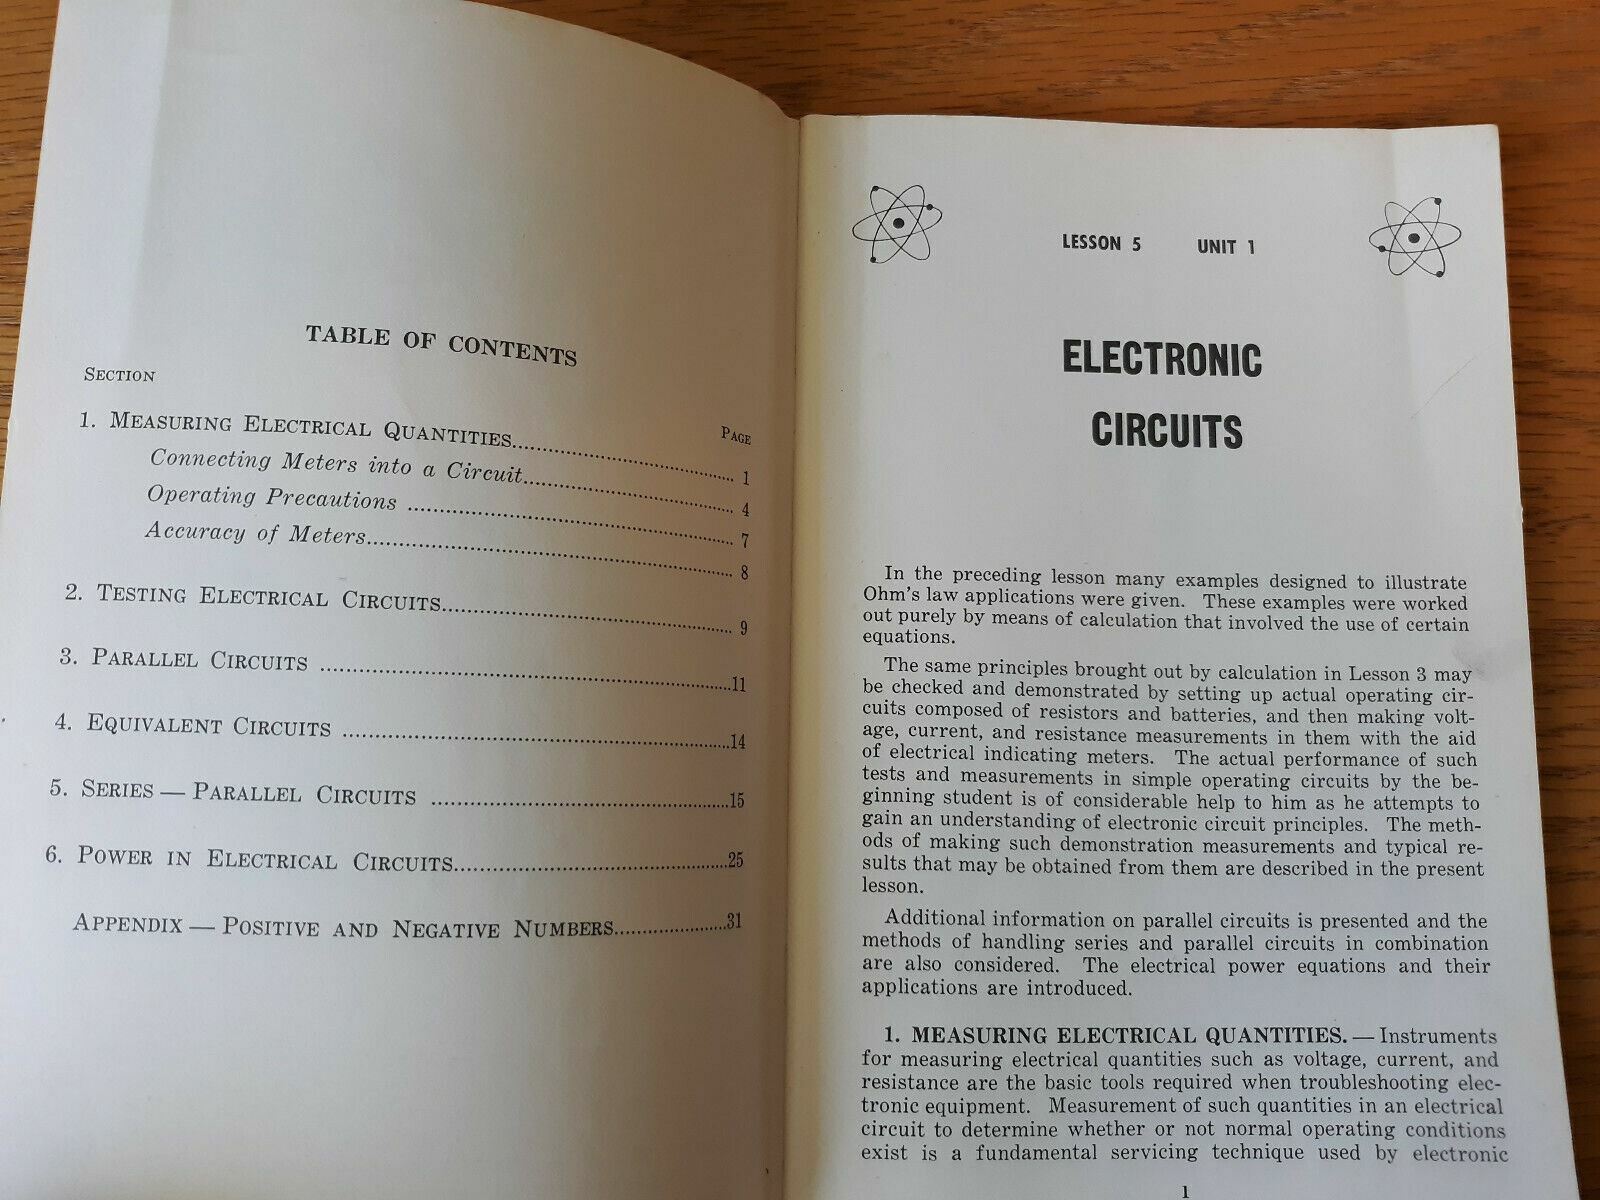 TABLE OF CONTENTS
SECTION
PAGE
1. MEASURING ELECTRICAL QUANTITIES.......... 1
Connecting Meters into a Circuit.......... 4
Operating Precautions .......... 7
Accuracy of Meters.......... 8
2. TESTING ELECTRICAL CIRCUITS.......... 9
3. PARALLEL CIRCUITS ..........11
4. EQUIVALENT CIRCUITS ..........14
5. SERIES — PARALLEL CIRCUITS ..........15
6. POWER IN ELECTRICAL CIRCUITS..........25
APPENDIX — POSITIVE AND NEGATIVE NUMBERS..........31
LESSON 5 UNIT 1
ELECTRONIC
CIRCUITS
In the preceding lesson many examples designed to illustrate
Ohm's law applications were given. These examples were worked
out purely by means of calculation that involved the use of certain
equations.
The same principles brought out by calculation in Lesson 3 may
be checked and demonstrated by setting up actual operating cir-
cuits composed of resistors and batteries, and then making volt-
age, current, and resistance measurements in them with the aid
of electrical indicating meters. The actual performance of such
tests and measurements in simple operating circuits by the be-
ginning student is of considerable help to him as he attempts to
gain an understanding of electronic circuit principles. The meth-
ods of making such demonstration measurements and typical re-
sults that may be obtained from them are described in the present
lesson.
Additional information on parallel circuits is presented and the
methods of handling series and parallel circuits in combination
are also considered. The electrical power equations and their
applications are introduced.
1. MEASURING ELECTRICAL QUANTITIES. — Instruments
for measuring electrical quantities such as voltage, current, and
resistance are the basic tools required when troubleshooting elec-
tronic equipment. Measurement of such quantities in an electrical
circuit to determine whether or not normal operating conditions
exist is a fundamental servicing technique used by electronic
1